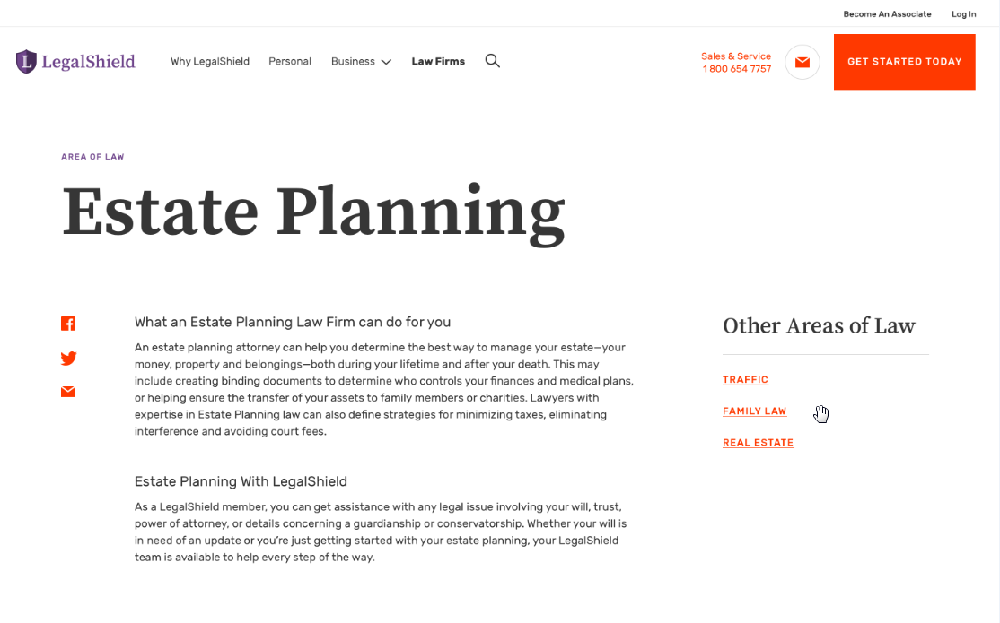 Become An Associate Log In
LegalShield
Why LegalShield Personal Business Law Firms
Sales & Service
1 800 654 7757
GET STARTED TODAY
AREA OF LAW
Estate Planning
What an Estate Planning Law Firm can do for you
An estate planning attorney can help you determine the best way to manage your estate—your
money, property and belongings—both during your lifetime and after your death. This may
include creating binding documents to determine who controls your finances and medical plans,
or helping ensure the transfer of your assets to family members or charities. Lawyers with
expertise in Estate Planning law can also define strategies for minimizing taxes, eliminating
interference and avoiding court fees.
Estate Planning With LegalShield
As a LegalShield member, you can get assistance with any legal issue involving your will, trust,
power of attorney, or details concerning a guardianship or conservatorship. Whether your will is
in need of an update or you're just getting started with your estate planning, your LegalShield
team is available to help every step of the way.
Other Areas of Law
TRAFFIC
FAMILY LAW
REAL ESTATE